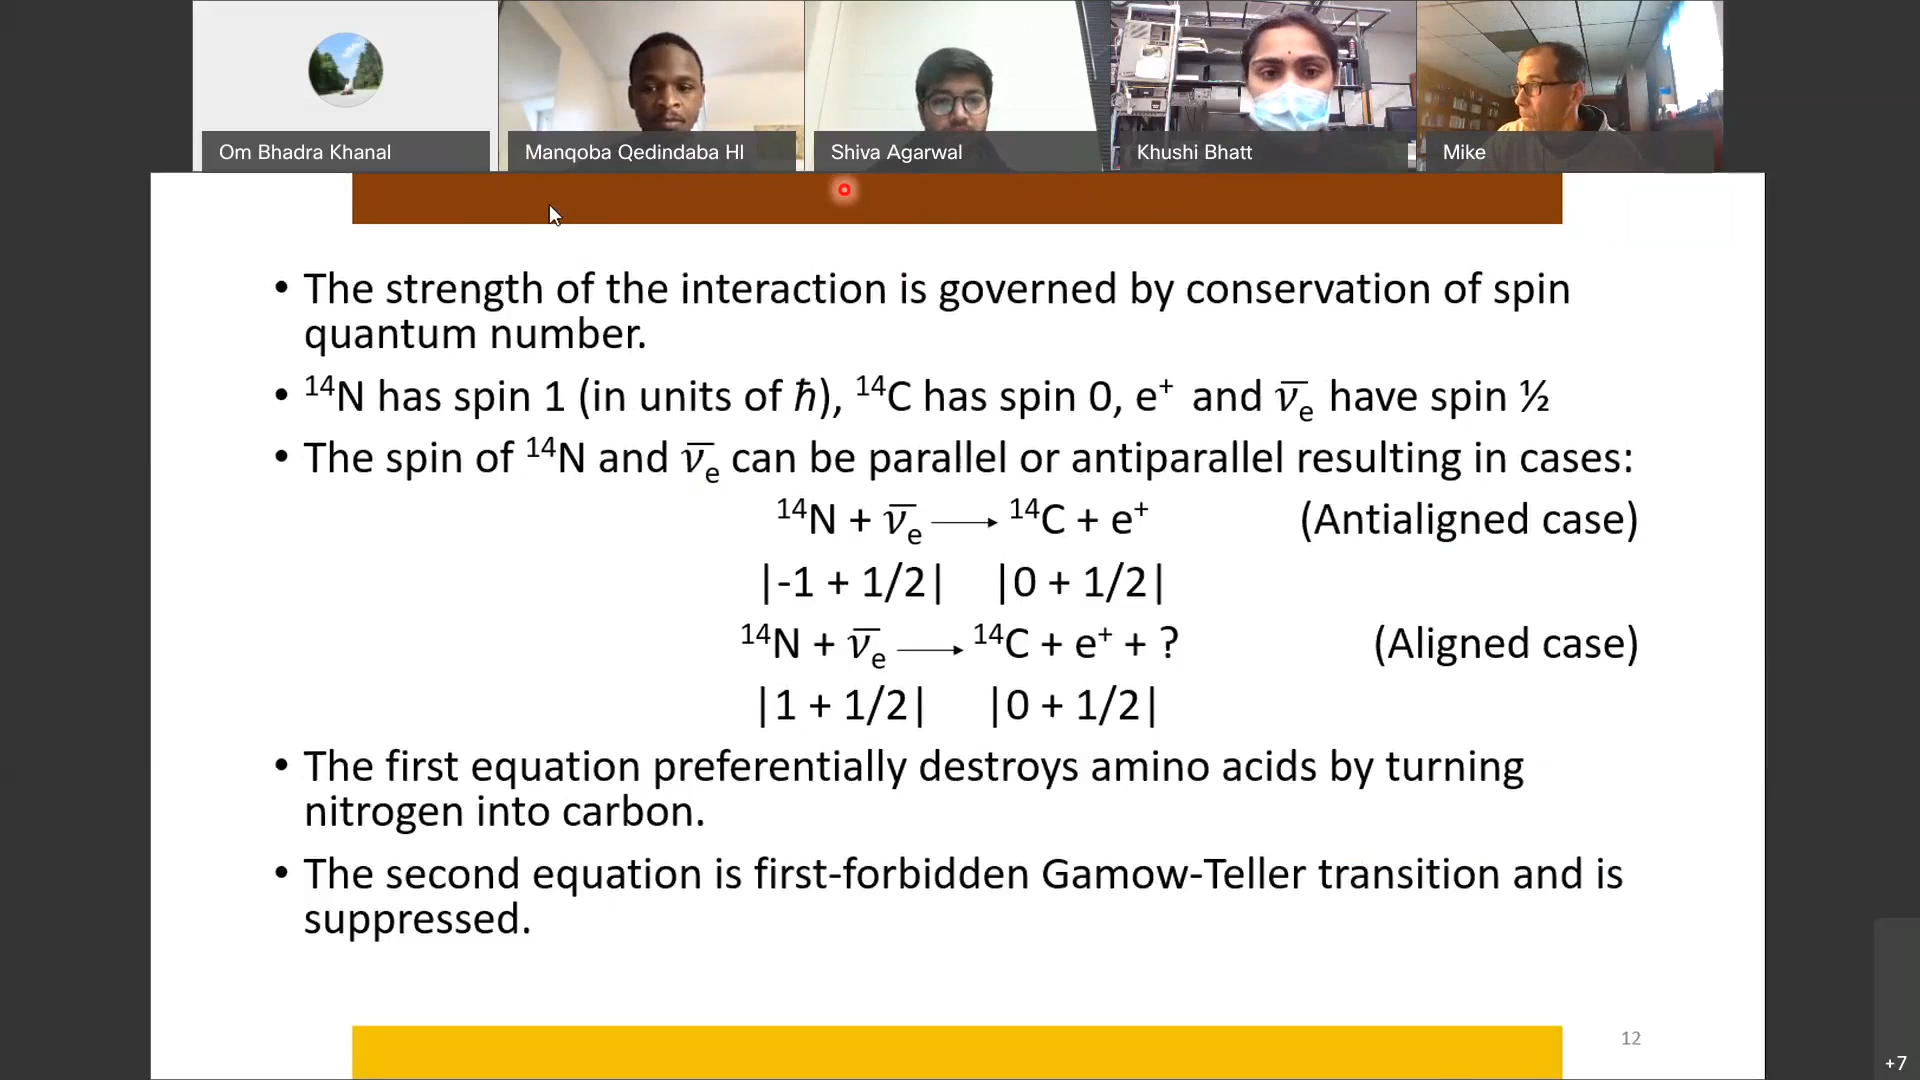 Om Bhadra Khanal
Manqoba Qedindaba Hl
Shiva Agarwal
Khushi Bhatt
Mike
• The strength of the interaction is governed by conservation of spin
quantum number.
• ¹⁴N has spin 1 (in units of ℏ), ¹⁴C has spin 0, e⁺ and ν̅ₑ have spin ½
• The spin of ¹⁴N and ν̅ₑ can be parallel or antiparallel resulting in cases:
¹⁴N + ν̅ₑ ⟶ ¹⁴C + e⁺ (Antialigned case)
|-1 + 1/2| |0 + 1/2|
¹⁴N + ν̅ₑ ⟶ ¹⁴C + e⁺ + ? (Aligned case)
|1 + 1/2| |0 + 1/2|
• The first equation preferentially destroys amino acids by turning
nitrogen into carbon.
• The second equation is first-forbidden Gamow-Teller transition and is
suppressed.
12
+7